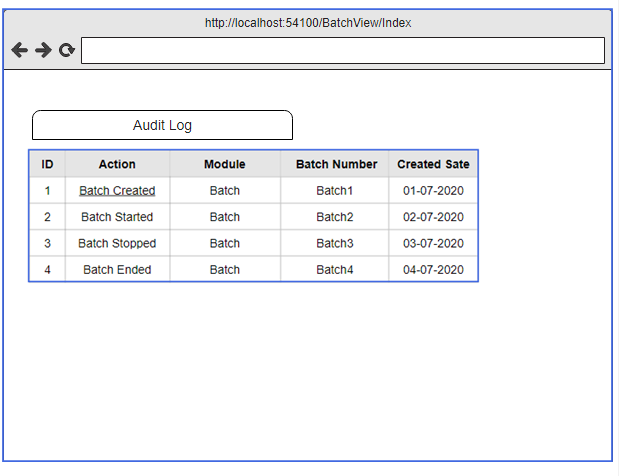 http://localhost:54100/BatchView/Index
Audit Log
ID Action Module Batch Number Created Sate
1 Batch Created Batch Batch1 01-07-2020
2 Batch Started Batch Batch2 02-07-2020
3 Batch Stopped Batch Batch3 03-07-2020
4 Batch Ended Batch Batch4 04-07-2020